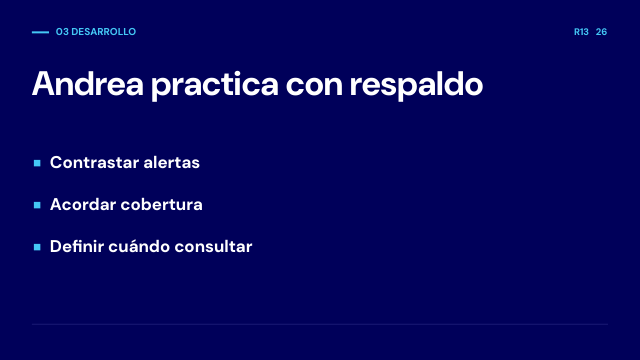 03 DESARROLLO
R13 26
Andrea practica con respaldo
Contrastar alertas
Acordar cobertura
Definir cuándo consultar